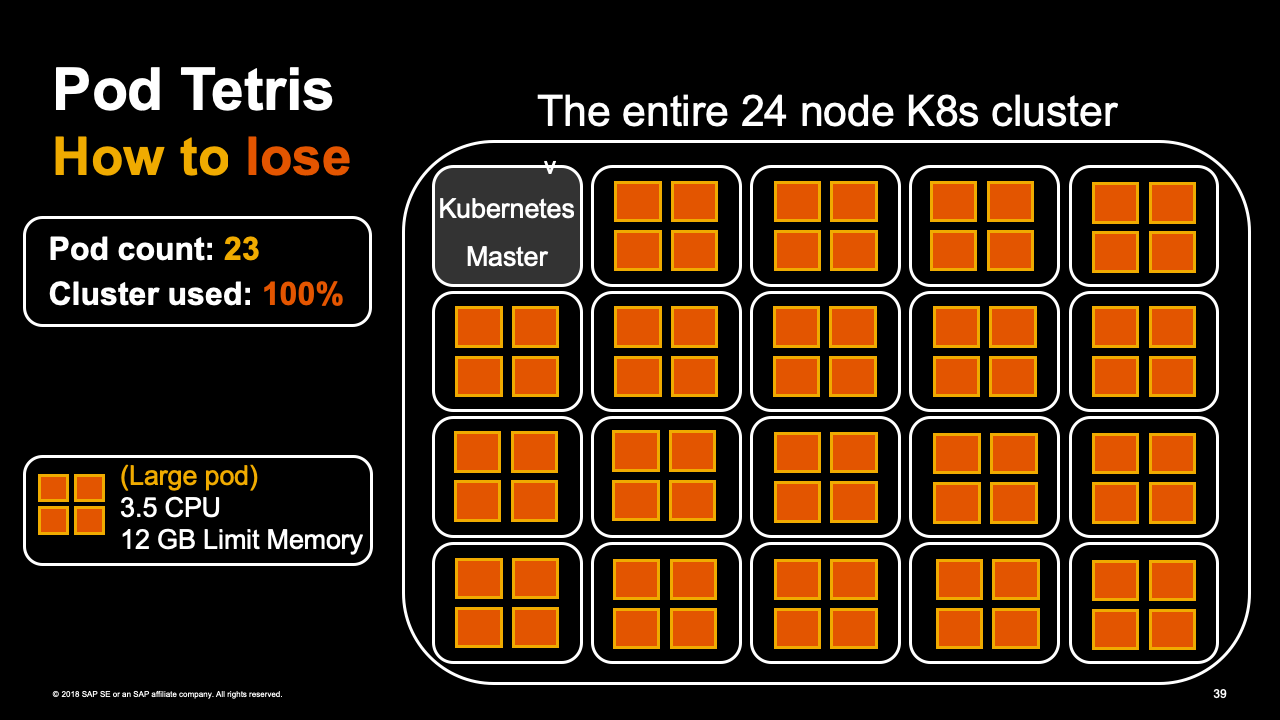 Pod Tetris
How to lose
Pod count: 23
Cluster used: 100%
(Large pod)
3.5 CPU
12 GB Limit Memory
The entire 24 node K8s cluster
v
Kubernetes
Master
© 2018 SAP SE or an SAP affiliate company. All rights reserved.
39